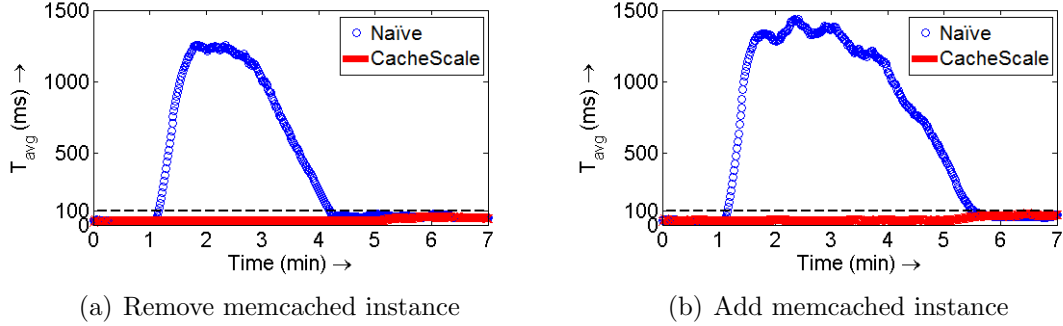 1500
1000
500
100
0
0 1 2 3 4 5 6 7
T_avg (ms) →
Time (min) →
Naïve
CacheScale
(a) Remove memcached instance
1500
1000
500
100
0
0 1 2 3 4 5 6 7
T_avg (ms) →
Time (min) →
Naïve
CacheScale
(b) Add memcached instance